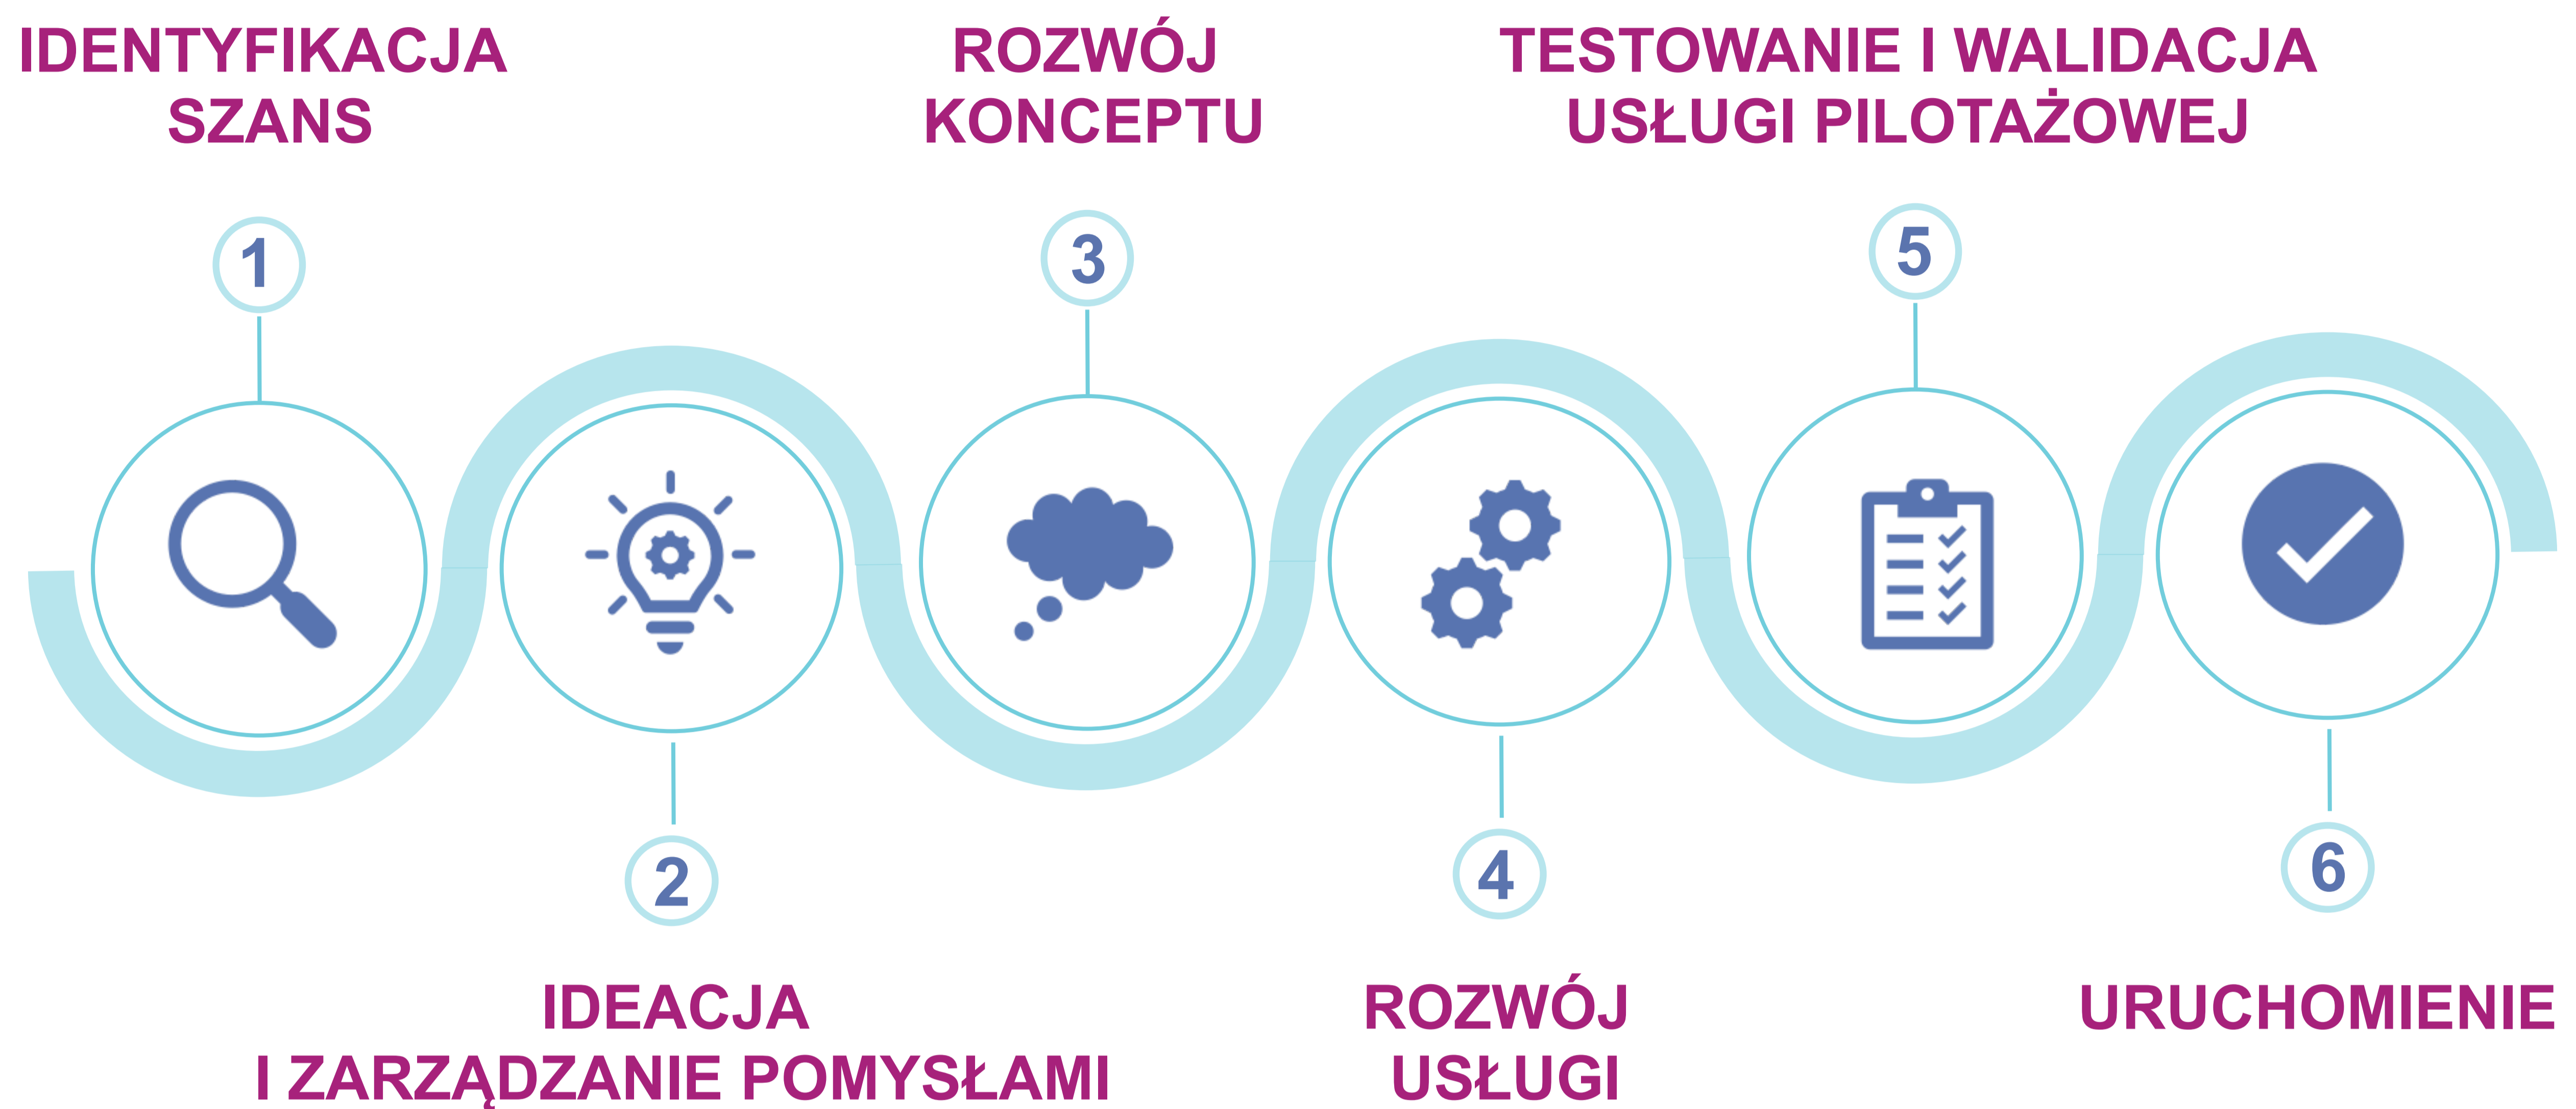 IDENTYFIKACJA
SZANS
1
IDEACJA
I ZARZĄDZANIE POMYSŁAMI
2
ROZWÓJ
KONCEPTU
3
ROZWÓJ
USŁUGI
4
TESTOWANIE I WALIDACJA
USŁUGI PILOTAŻOWEJ
5
URUCHOMIENIE
6